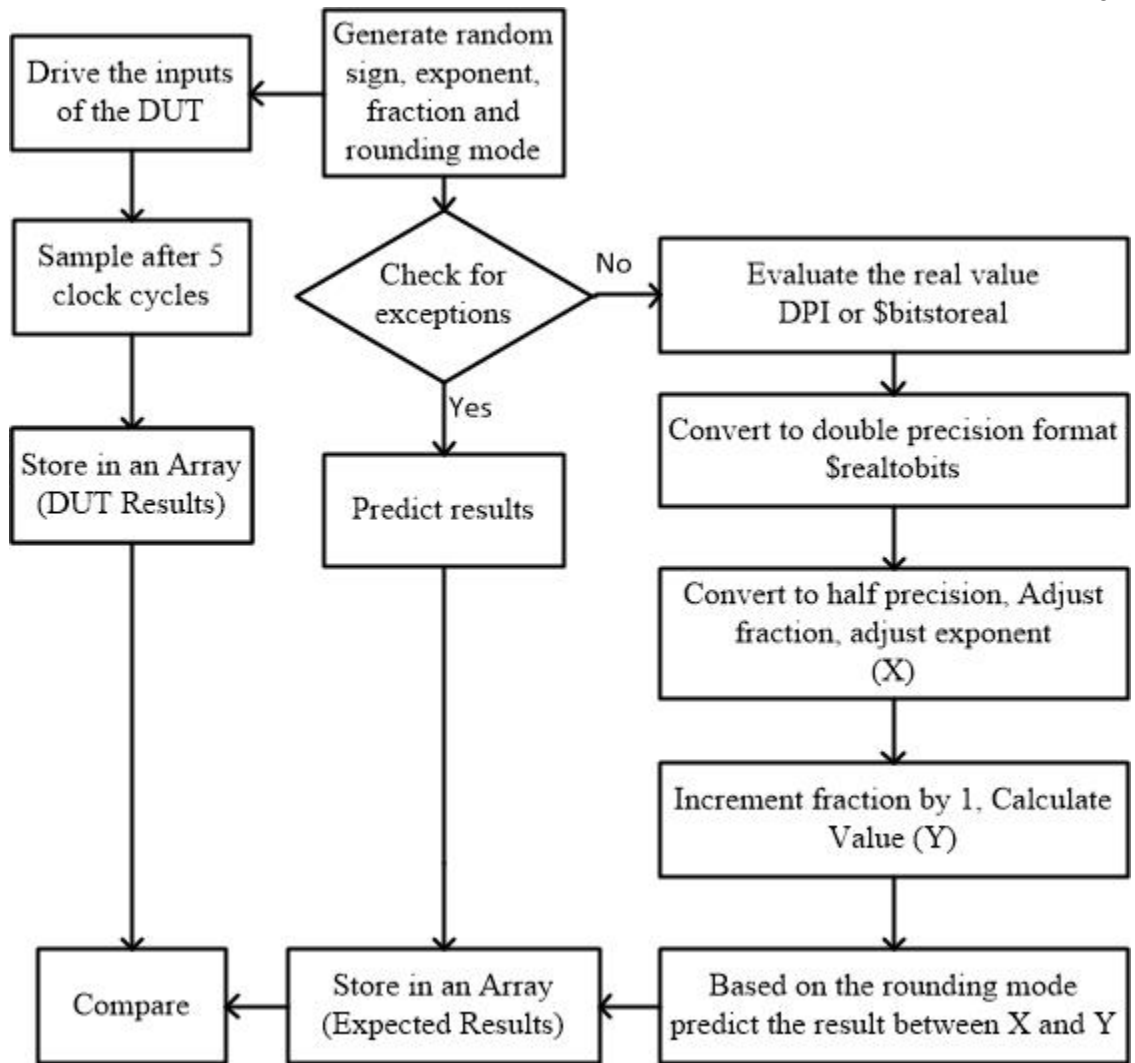 Generate random
sign, exponent,
fraction and
rounding mode
Drive the inputs
of the DUT
Sample after 5
clock cycles
Store in an Array
(DUT Results)
Check for
exceptions
No
Yes
Predict results
Evaluate the real value
DPI or $bitstoreal
Convert to double precision format
$realtobits
Convert to half precision, Adjust
fraction, adjust exponent
(X)
Increment fraction by 1, Calculate
Value (Y)
Based on the rounding mode
predict the result between X and Y
Store in an Array
(Expected Results)
Compare